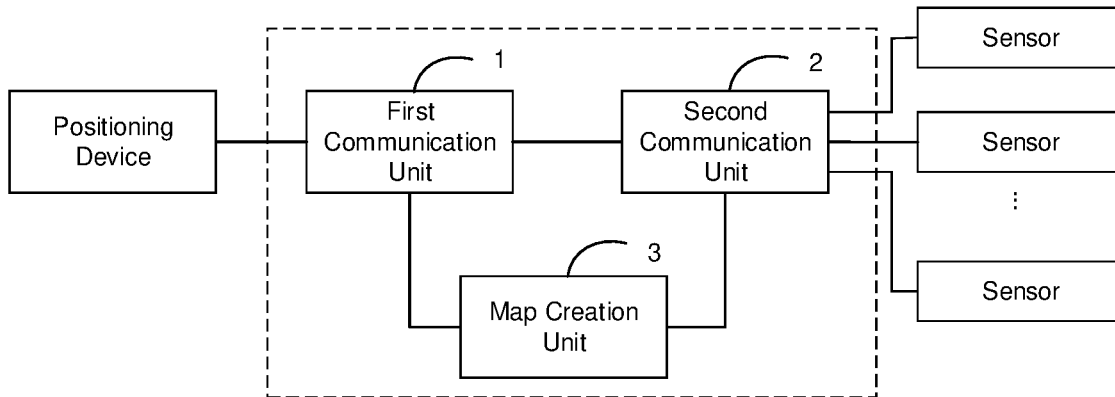 1
2
3
Positioning
Device
First
Communication
Unit
Second
Communication
Unit
Map Creation
Unit
Sensor
Sensor
⋮
Sensor